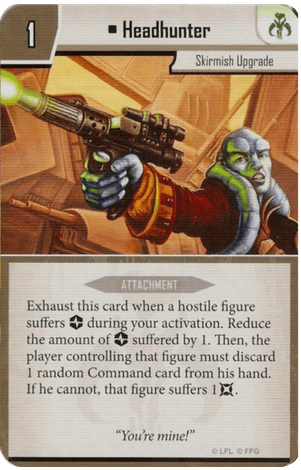 1
Headhunter
Skirmish Upgrade
ATTACHMENT
Exhaust this card when a hostile figure
suffers during your activation. Reduce
the amount of suffered by 1. Then, the
player controlling that figure must discard
1 random Command card from his hand.
If he cannot, that figure suffers 1
“You’re mine!”
© LFL © FFG